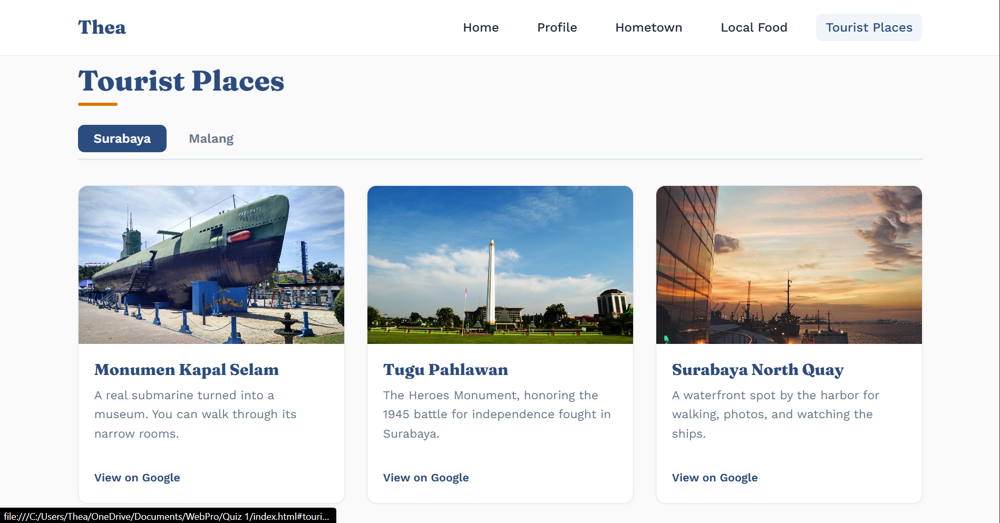 Thea
Home Profile Hometown Local Food Tourist Places
Tourist Places
Surabaya Malang
PASOPATI
Monumen Kapal Selam
A real submarine turned into a
museum. You can walk through its
narrow rooms.
View on Google
Tugu Pahlawan
The Heroes Monument, honoring the
1945 battle for independence fought in
Surabaya.
View on Google
Surabaya North Quay
A waterfront spot by the harbor for
walking, photos, and watching the
ships.
View on Google
file:///C:/Users/Thea/OneDrive/Documents/WebPro/Quiz 1/index.html#touri...